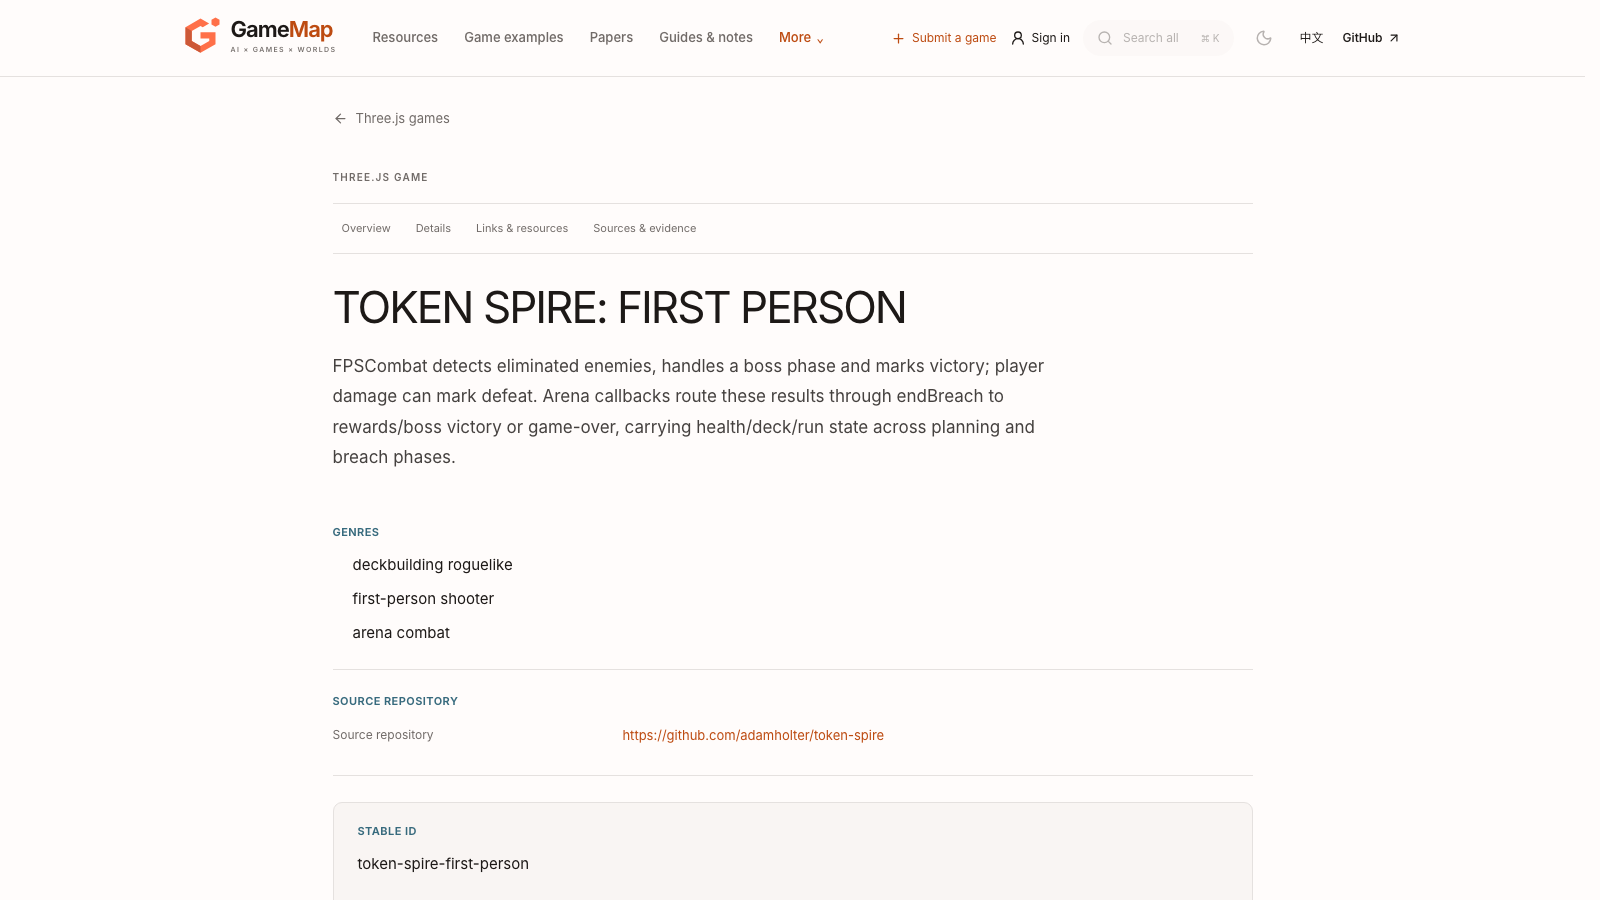 GameMap
AI × GAMES × WORLDS
Resources
Game examples
Papers
Guides & notes
More
Submit a game
Sign in
Search all
⌘ K
中文
GitHub
Three.js games
THREE.JS GAME
Overview
Details
Links & resources
Sources & evidence
TOKEN SPIRE: FIRST PERSON
FPSCombat detects eliminated enemies, handles a boss phase and marks victory; player
damage can mark defeat. Arena callbacks route these results through endBreach to
rewards/boss victory or game-over, carrying health/deck/run state across planning and
breach phases.
GENRES
deckbuilding roguelike
first-person shooter
arena combat
SOURCE REPOSITORY
Source repository
https://github.com/adamholter/token-spire
STABLE ID
token-spire-first-person